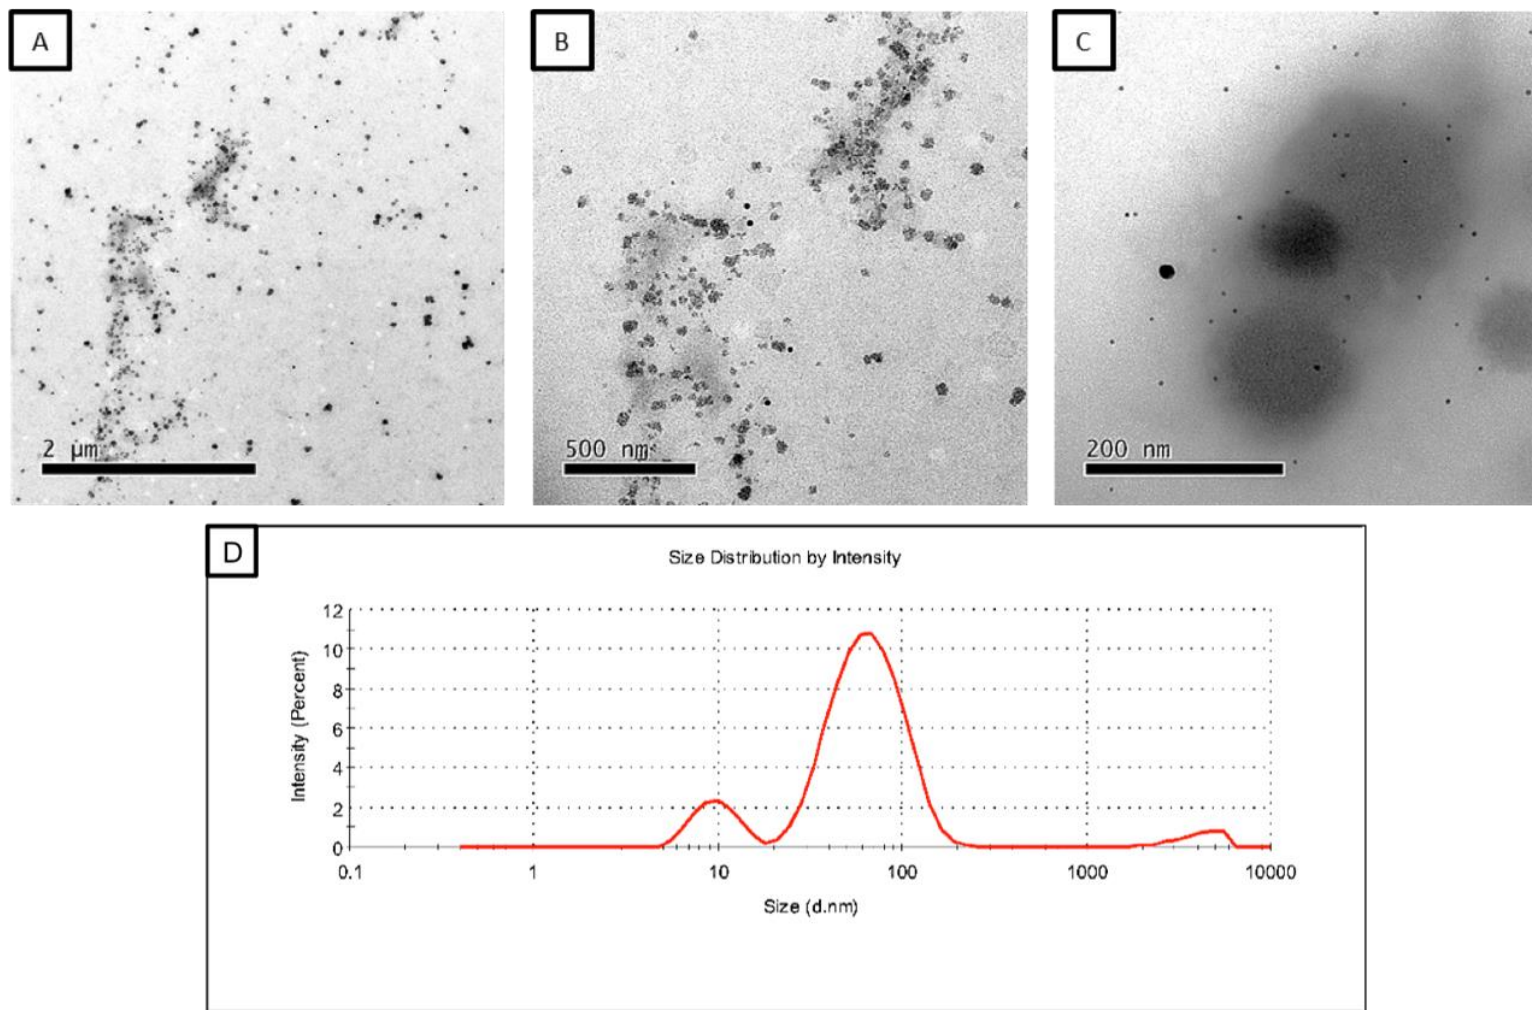 A
B
C
2 µm
500 nm
200 nm
D
Size Distribution by Intensity
12
10
8
6
4
2
0
Intensity (Percent)
0.1 1 10 100 1000 10000
Size (d.nm)